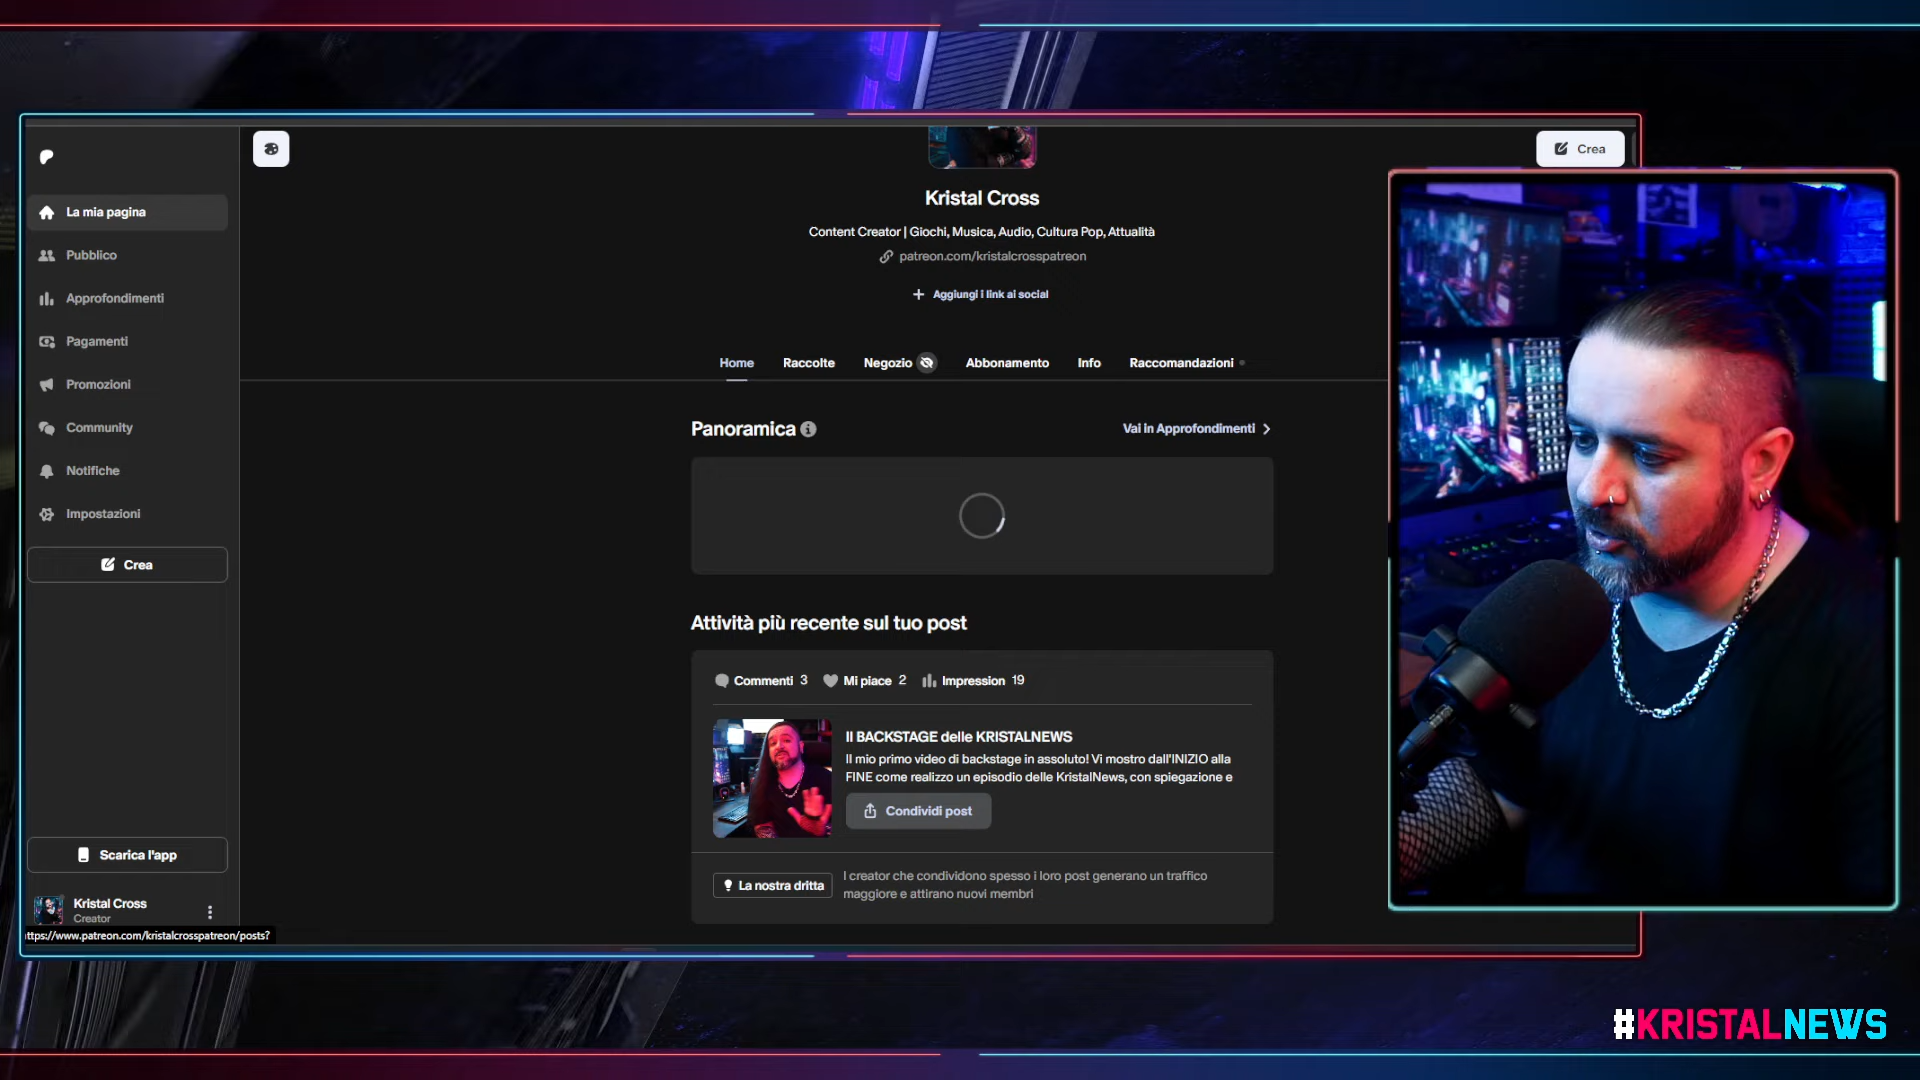 Crea
Kristal Cross
Content Creator | Giochi, Musica, Audio, Cultura Pop, Attualità
patreon.com/kristalcrosspatreon
Aggiungi i link ai social
La mia pagina
Pubblico
Approfondimenti
Pagamenti
Promozioni
Community
Notifiche
Impostazioni
Crea
Home Raccolte Negozio Abbonamento Info Raccomandazioni
Panoramica
Vai in Approfondimenti
Attività più recente sul tuo post
Commenti 3 Mi piace 2 Impression 19
Il BACKSTAGE delle KRISTALNEWS
Il mio primo video di backstage in assoluto! Vi mostro dall'INIZIO alla
FINE come realizzo un episodio delle KristalNews, con spiegazione e
Condividi post
La nostra dritta
I creator che condividono spesso i loro post generano un traffico
maggiore e attirano nuovi membri
Scarica l'app
Kristal Cross
Creator
ttps://www.patreon.com/kristalcrosspatreon/posts?
#KRISTALNEWS